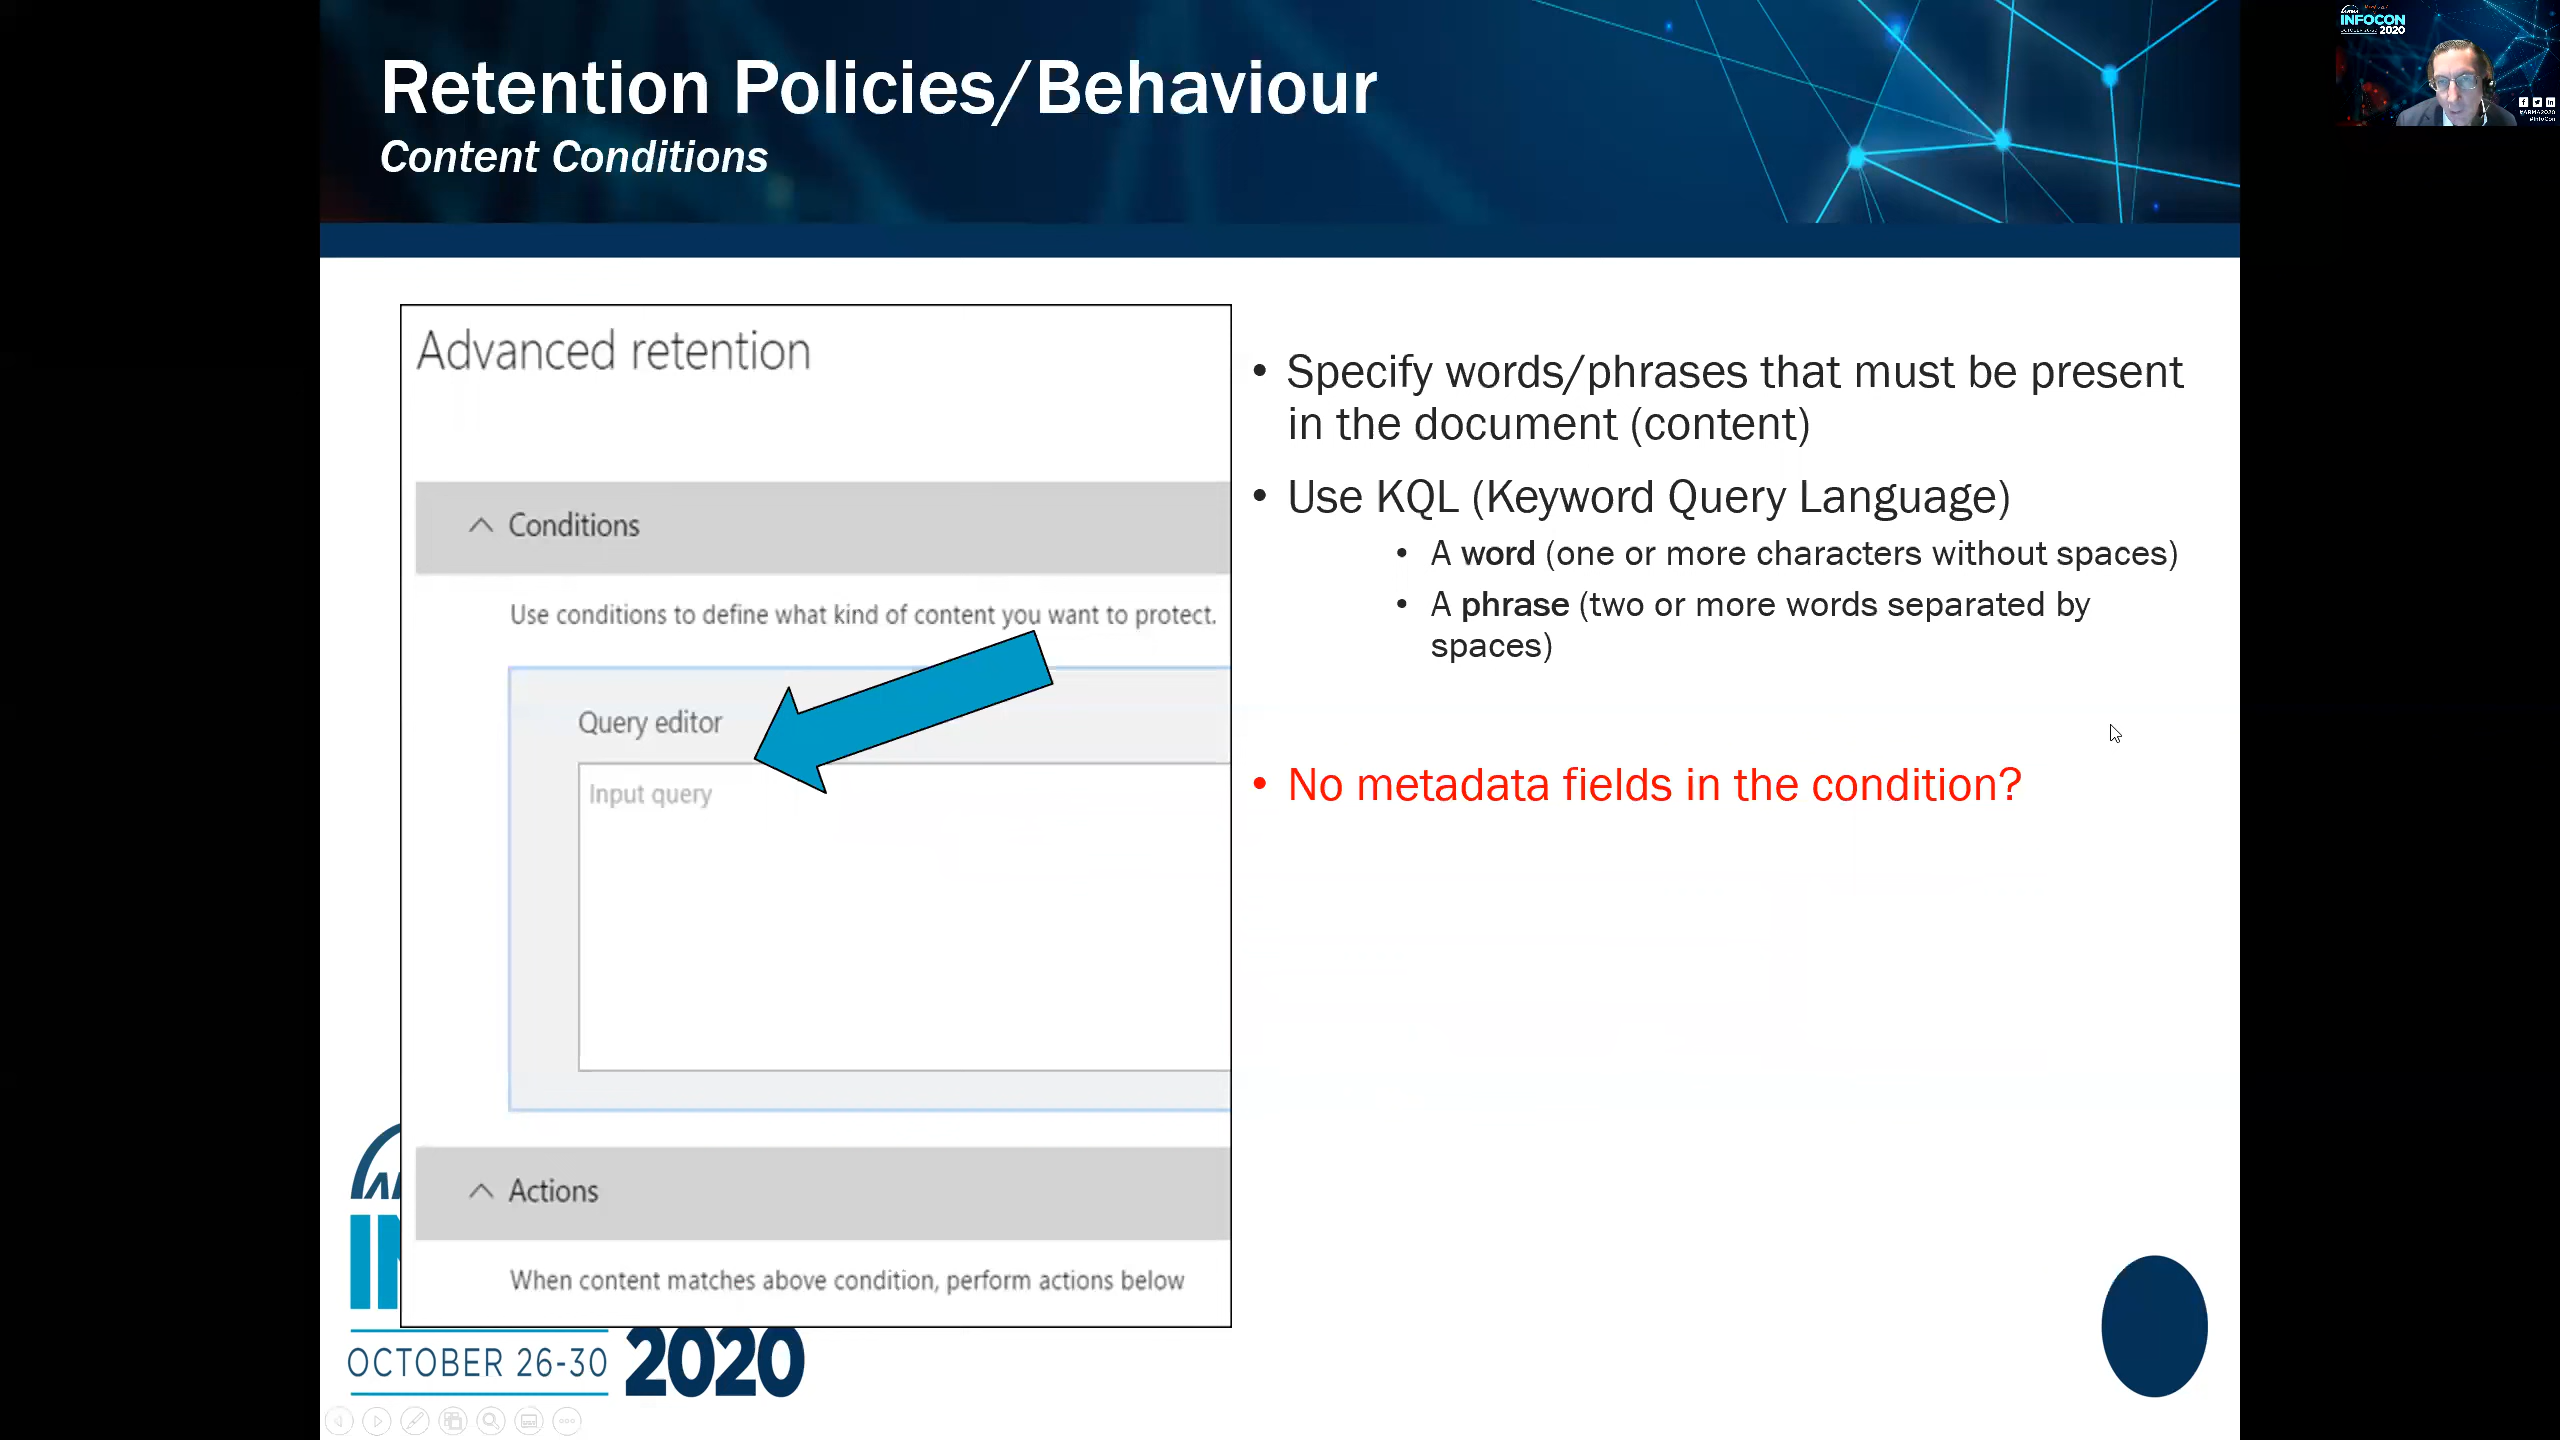 Retention Policies/Behaviour
Content Conditions
INFOCON
2020
Advanced retention
Conditions
Use conditions to define what kind of content you want to protect.
Query editor
Input query
Actions
When content matches above condition, perform actions below
• Specify words/phrases that must be present
in the document (content)
• Use KQL (Keyword Query Language)
• A word (one or more characters without spaces)
• A phrase (two or more words separated by
spaces)
• No metadata fields in the condition?
OCTOBER 26-30 2020